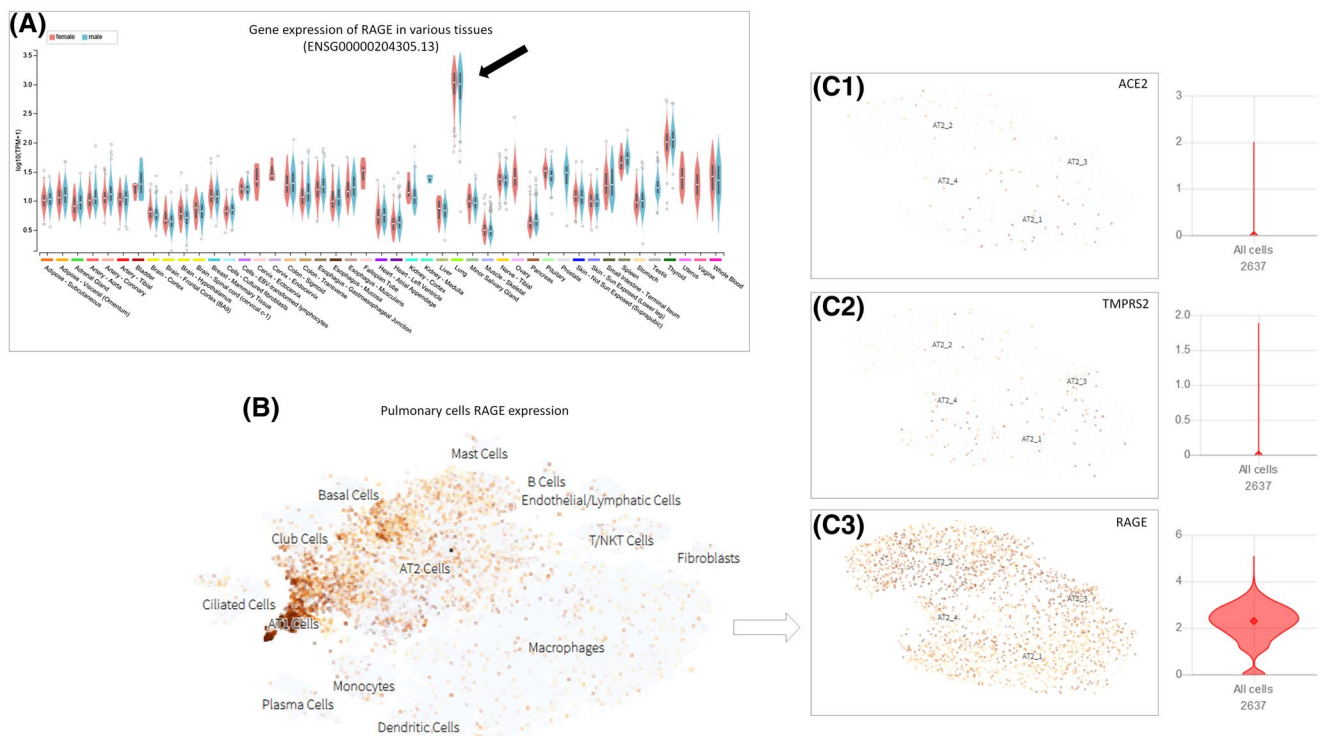 (A)
female male
Gene expression of RAGE in various tissues
(ENSG00000204305.13)
log10(TPM+1)
3.5
3.0
2.5
2.0
1.5
1.0
0.5
Adipose - Subcutaneous
Adipose - Visceral (Omentum)
Adrenal Gland
Artery - Aorta
Artery - Coronary
Artery - Tibial
Bladder
Brain - Cortex
Brain - Frontal Cortex (BA9)
Brain - Hypothalamus
Brain - Spinal cord (cervical c-1)
Breast - Mammary Tissue
Cells - Cultured fibroblasts
Cells - EBV-transformed lymphocytes
Cervix - Ectocervix
Cervix - Endocervix
Colon - Sigmoid
Colon - Transverse
Esophagus - Gastroesophageal Junction
Esophagus - Mucosa
Esophagus - Muscularis
Fallopian Tube
Heart - Atrial Appendage
Heart - Left Ventricle
Kidney - Cortex
Kidney - Medulla
Liver
Lung
Minor Salivary Gland
Muscle - Skeletal
Nerve - Tibial
Ovary
Pancreas
Pituitary
Prostate
Skin - Not Sun Exposed (Suprapubic)
Skin - Sun Exposed (Lower leg)
Small Intestine - Terminal Ileum
Spleen
Stomach
Testis
Thyroid
Uterus
Vagina
Whole Blood
(B)
Pulmonary cells RAGE expression
Mast Cells
B Cells
Basal Cells
Endothelial/Lymphatic Cells
Club Cells
T/NKT Cells
Fibroblasts
AT2 Cells
Ciliated Cells
AT1 Cells
Macrophages
Monocytes
Plasma Cells
Dendritic Cells
(C1)
ACE2
AT2_2
AT2_3
AT2_4
AT2_1
3
2
1
0
All cells
2637
(C2)
TMPRS2
AT2_2
AT2_3
AT2_4
AT2_1
2.0
1.5
1.0
0.5
0
All cells
2637
(C3)
RAGE
AT2_2
AT2_3
AT2_4
AT2_1
6
4
2
0
All cells
2637